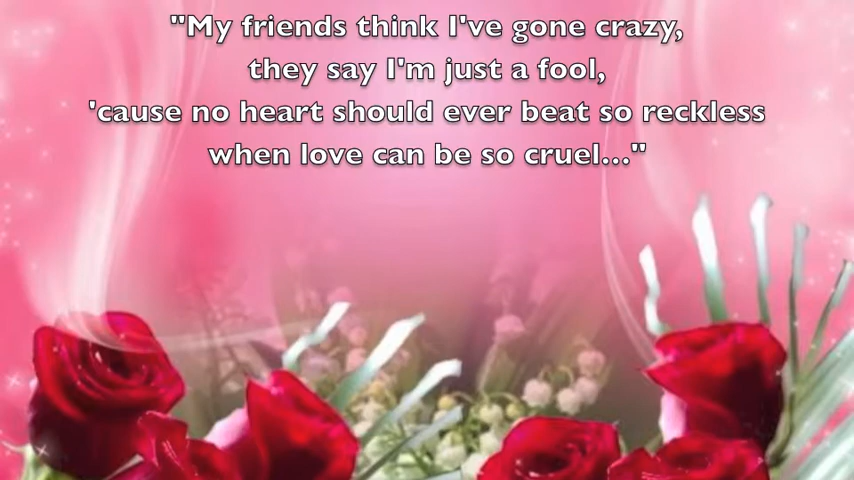 "My friends think I've gone crazy,
they say I'm just a fool,
'cause no heart should ever beat so reckless
when love can be so cruel..."